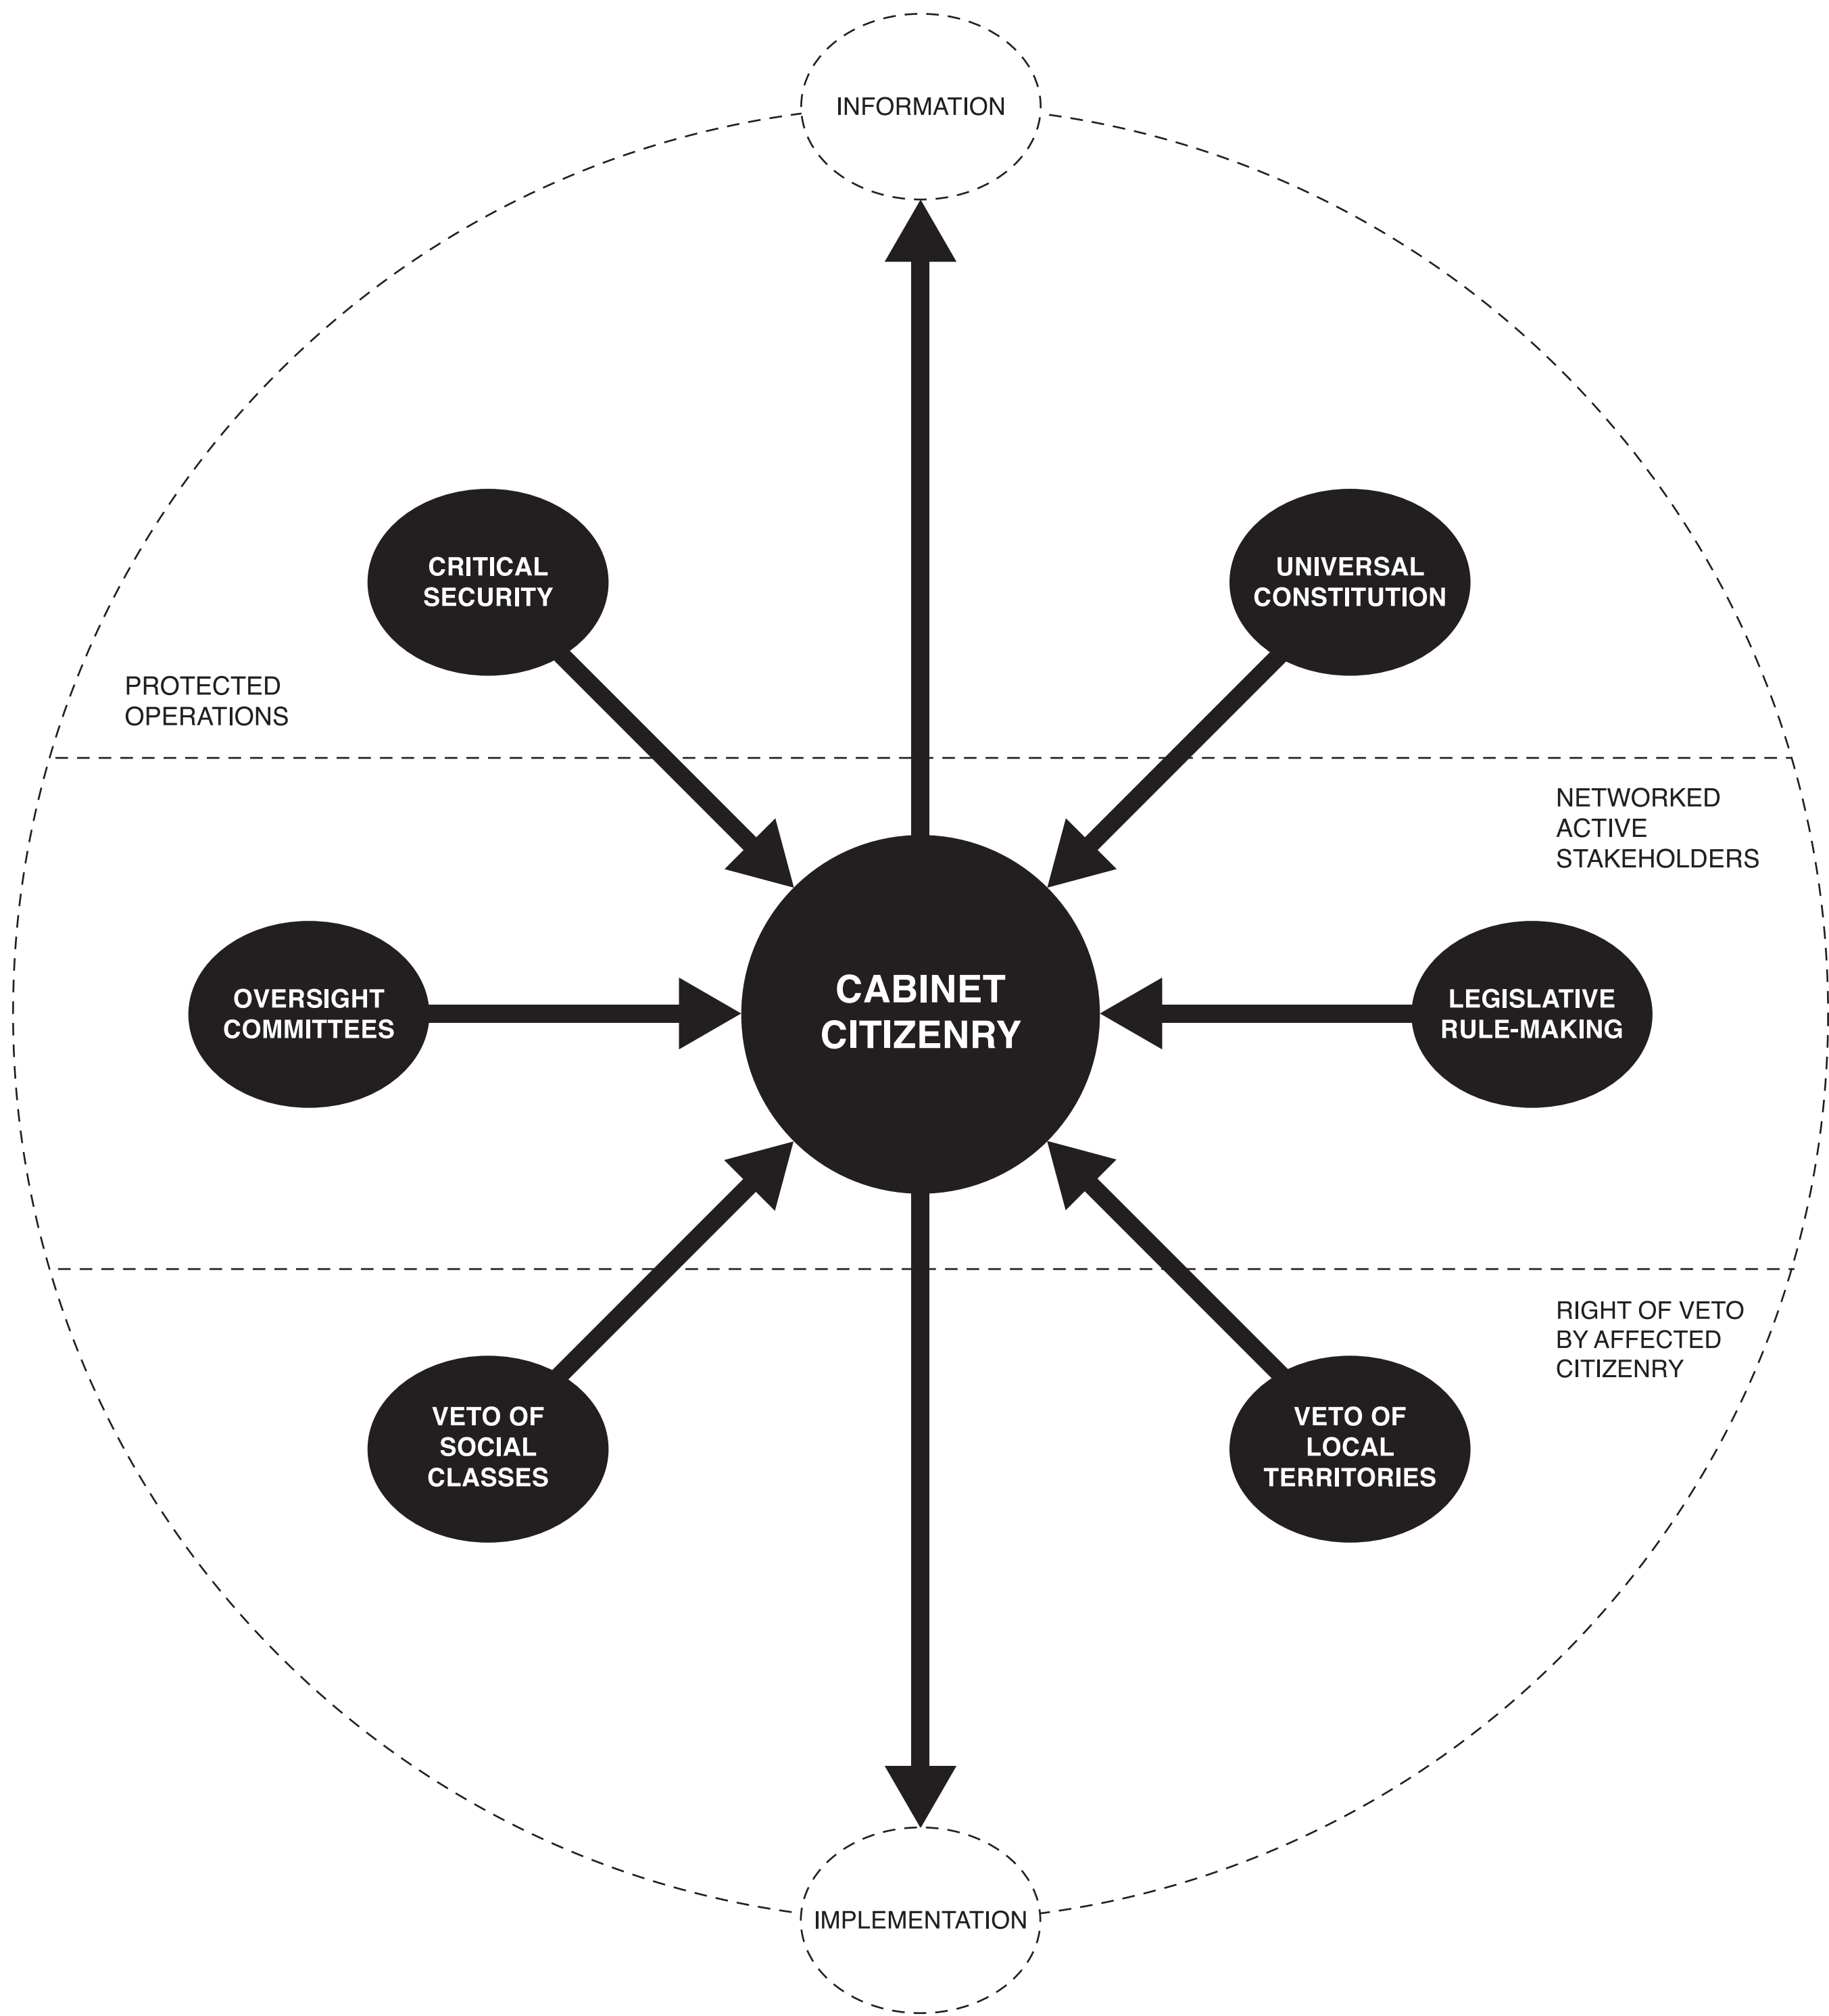 INFORMATION
CRITICAL
SECURITY
UNIVERSAL
CONSTITUTION
PROTECTED
OPERATIONS
NETWORKED
ACTIVE
STAKEHOLDERS
OVERSIGHT
COMMITTEES
CABINET
CITIZENRY
LEGISLATIVE
RULE-MAKING
RIGHT OF VETO
BY AFFECTED
CITIZENRY
VETO OF
SOCIAL
CLASSES
VETO OF
LOCAL
TERRITORIES
IMPLEMENTATION